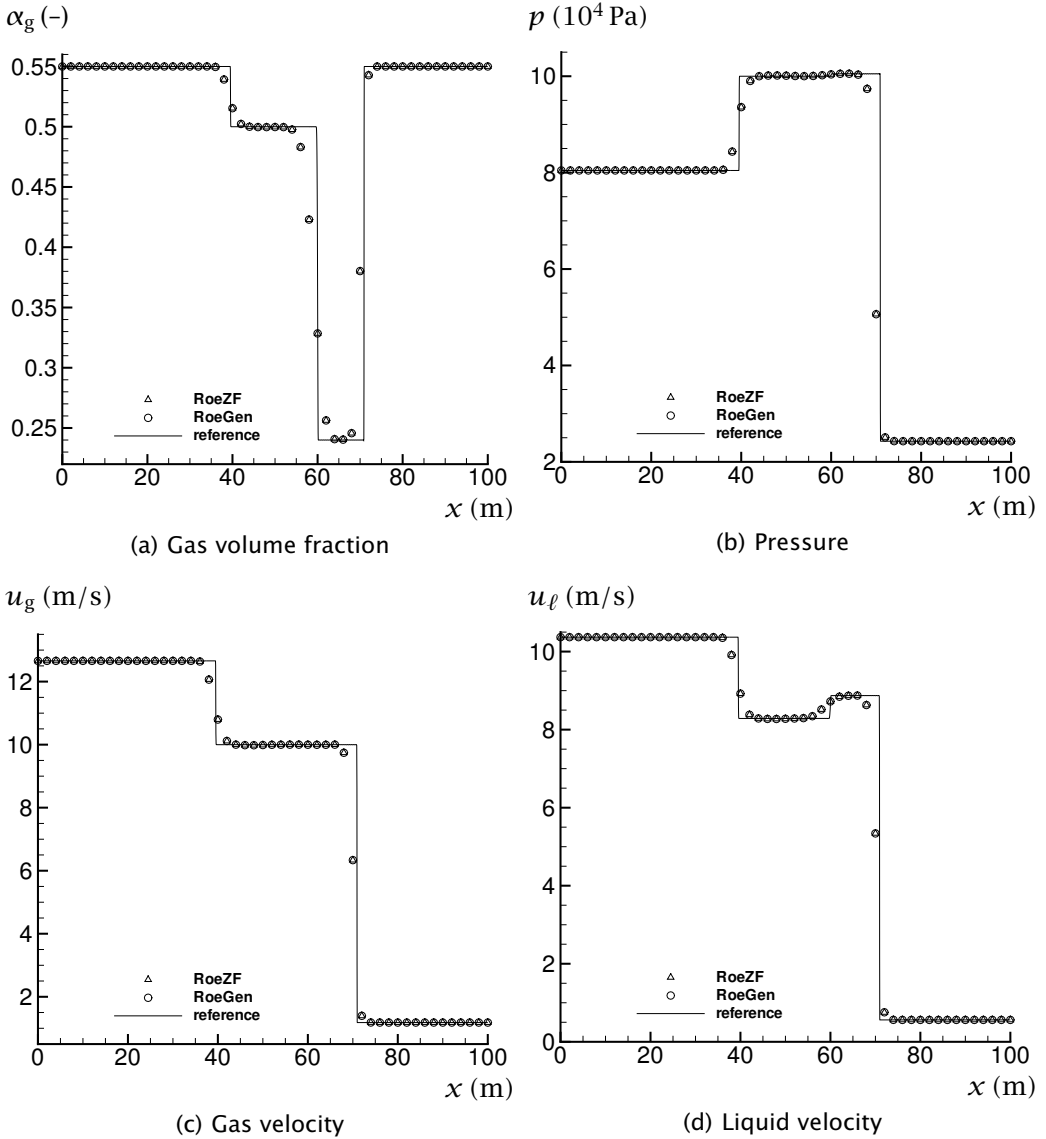 αg (–)
0.55
0.5
0.45
0.4
0.35
0.3
0.25
RoeZF
RoeGen
reference
0 20 40 60 80 100
x (m)
(a) Gas volume fraction
p (10⁴ Pa)
10
8
6
4
2
RoeZF
RoeGen
reference
0 20 40 60 80 100
x (m)
(b) Pressure
ug (m/s)
12
10
8
6
4
2
RoeZF
RoeGen
reference
0 20 40 60 80 100
x (m)
(c) Gas velocity
uℓ (m/s)
10
8
6
4
2
0
RoeZF
RoeGen
reference
0 20 40 60 80 100
x (m)
(d) Liquid velocity